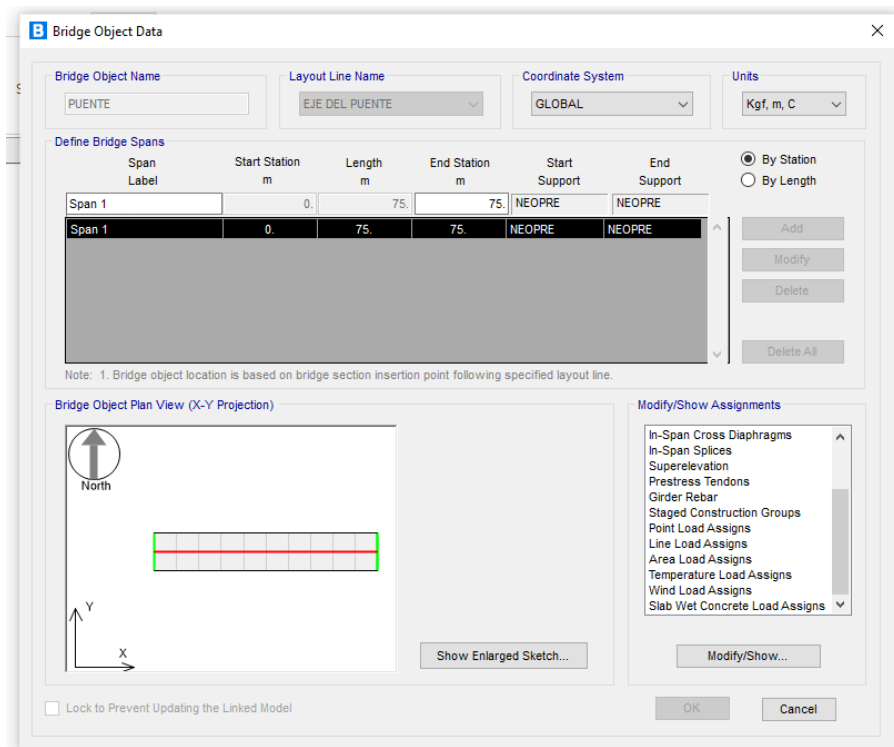 B Bridge Object Data
Bridge Object Name
Layout Line Name
Coordinate System
Units
PUENTE
EJE DEL PUENTE
GLOBAL
Kgf, m, C
Define Bridge Spans
Span Label
Start Station m
Length m
End Station m
Start Support
End Support
By Station
By Length
Span 1 0. 75. 75. NEOPRE NEOPRE
Span 1 0. 75. 75. NEOPRE NEOPRE
Add
Modify
Delete
Delete All
Note: 1. Bridge object location is based on bridge section insertion point following specified layout line.
Bridge Object Plan View (X-Y Projection)
North
Y
X
Show Enlarged Sketch...
Modify/Show Assignments
In-Span Cross Diaphragms
In-Span Splices
Superelevation
Prestress Tendons
Girder Rebar
Staged Construction Groups
Point Load Assigns
Line Load Assigns
Area Load Assigns
Temperature Load Assigns
Wind Load Assigns
Slab Wet Concrete Load Assigns
Modify/Show...
Lock to Prevent Updating the Linked Model
OK
Cancel